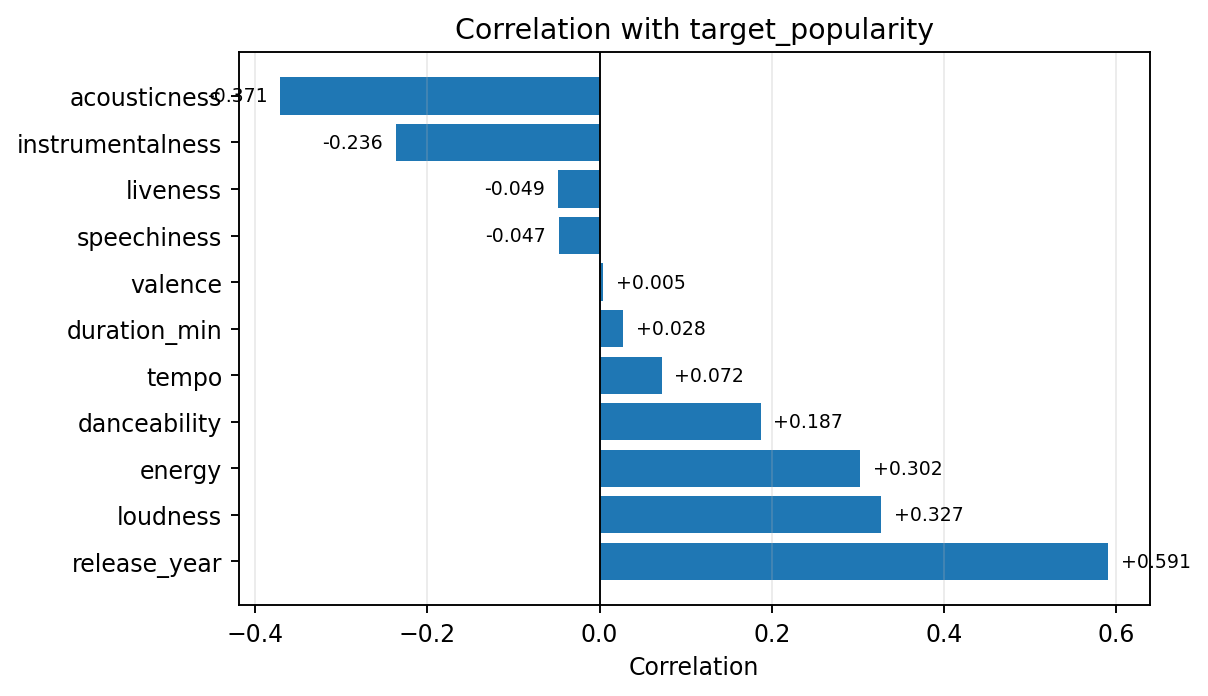 Correlation with target_popularity
acousticness -0.371
instrumentalness -0.236
liveness -0.049
speechiness -0.047
valence +0.005
duration_min +0.028
tempo +0.072
danceability +0.187
energy +0.302
loudness +0.327
release_year +0.591
−0.4 −0.2 0.0 0.2 0.4 0.6
Correlation